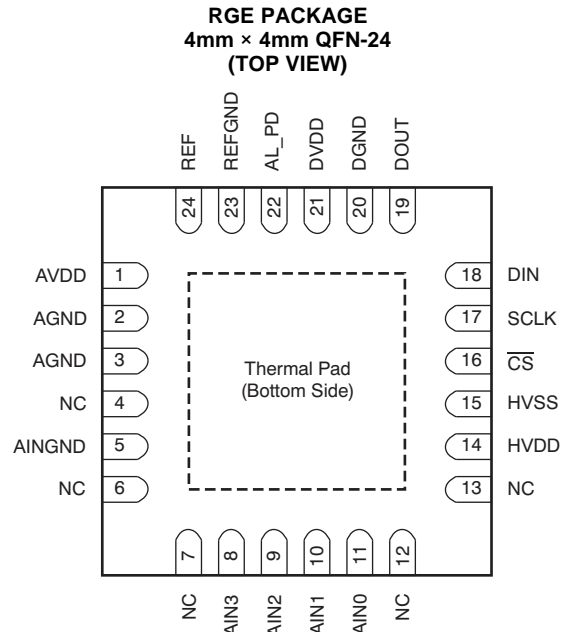 RGE PACKAGE
4mm × 4mm QFN-24
(TOP VIEW)
REF
REFGND
AL_PD
DVDD
DGND
DOUT
24
23
22
21
20
19
AVDD 1
18 DIN
AGND 2
17 SCLK
AGND 3
16 CS
NC 4
15 HVSS
AINGND 5
14 HVDD
NC 6
13 NC
Thermal Pad
(Bottom Side)
7
8
9
10
11
12
NC
AIN3
AIN2
AIN1
AIN0
NC